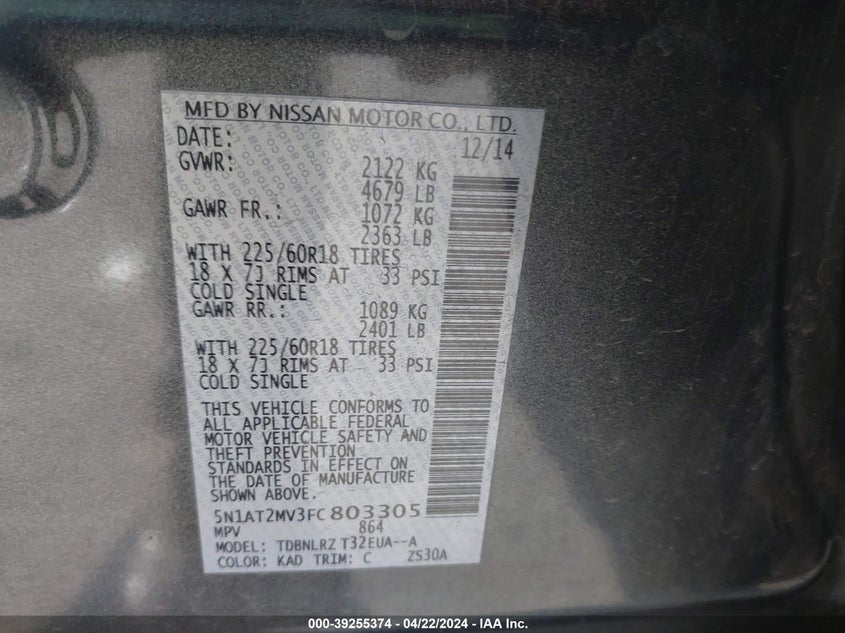 MFD BY NISSAN MOTOR CO., LTD.
DATE: 12/14
GVWR: 2122 KG
4679 LB
GAWR FR.: 1072 KG
2363 LB
WITH 225/60R18 TIRES
18 X 7J RIMS AT 33 PSI
COLD SINGLE
GAWR RR.: 1089 KG
2401 LB
WITH 225/60R18 TIRES
18 X 7J RIMS AT 33 PSI
COLD SINGLE
THIS VEHICLE CONFORMS TO
ALL APPLICABLE FEDERAL
MOTOR VEHICLE SAFETY AND
THEFT PREVENTION
STANDARDS IN EFFECT ON
THE DATE OF MANUFACTURE
SHOWN ABOVE.
5N1AT2MV3FC803305
MPV 864
MODEL: TDBNLRZ T32EUA--A
COLOR: KAD TRIM: C ZS30A
000-39255374 - 04/22/2024 - IAA Inc.